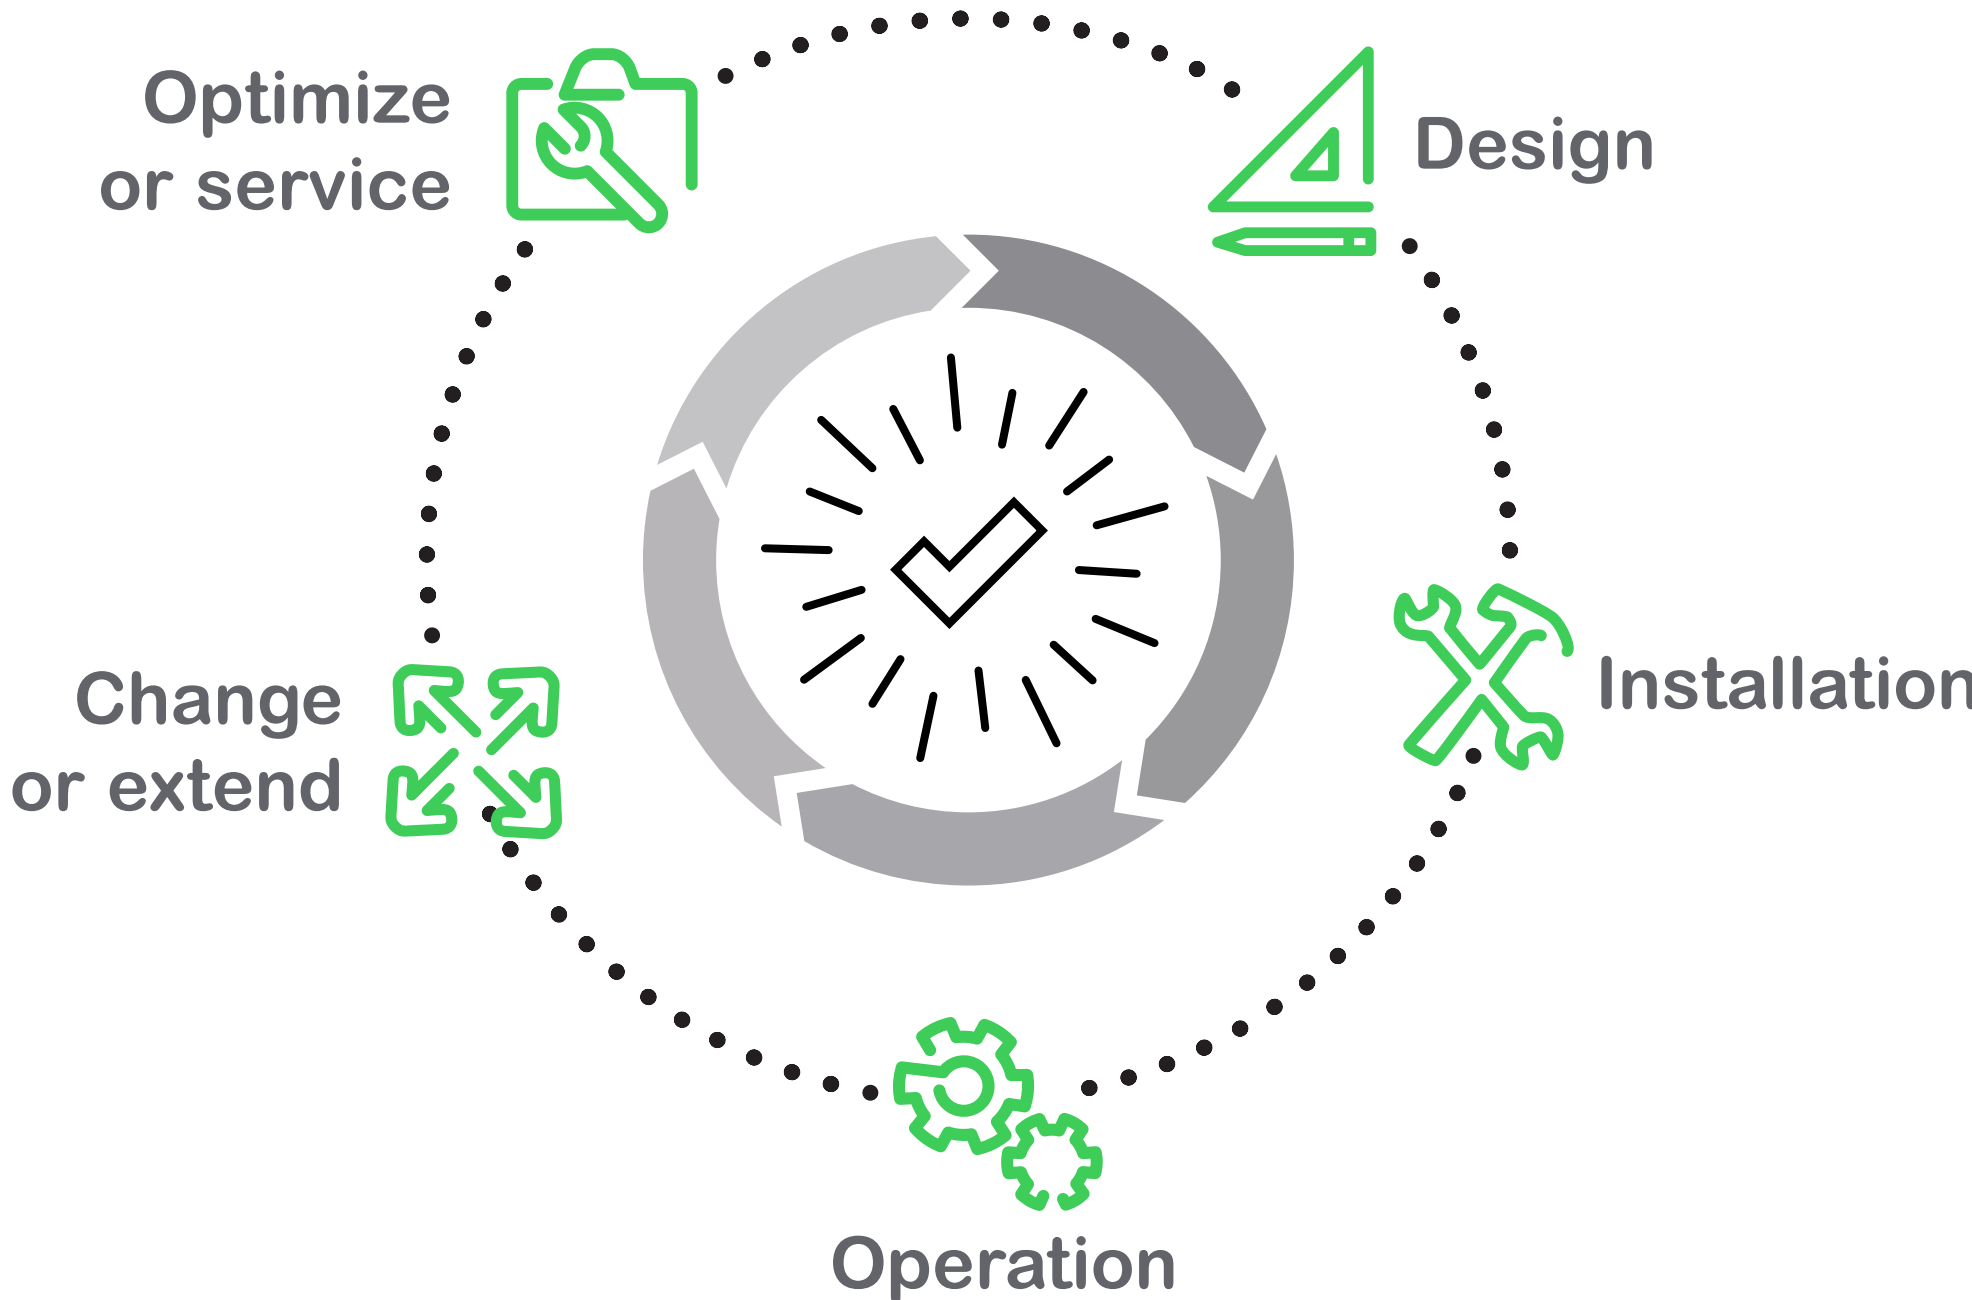 Optimize
or service
Design
Change
or extend
Installation
Operation